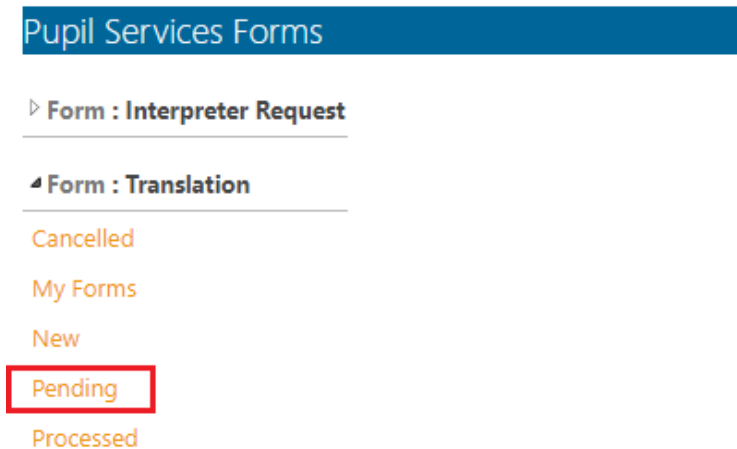 Pupil Services Forms
Form : Interpreter Request
Form : Translation
Cancelled
My Forms
New
Pending
Processed